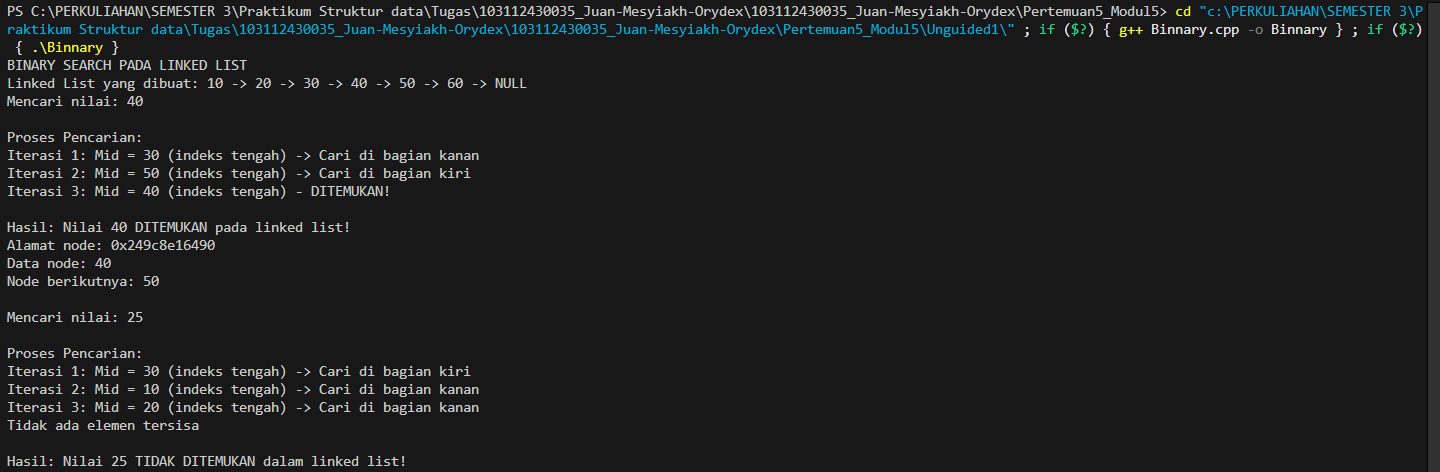 PS C:\PERKULIAHAN\SEMESTER 3\Praktikum Struktur data\Tugas\103112430035_Juan-Mesyiakh-Orydex\103112430035_Juan-Mesyiakh-Orydex\Pertemuan5_Modul5> cd "c:\PERKULIAHAN\SEMESTER 3\P
raktikum Struktur data\Tugas\103112430035_Juan-Mesyiakh-Orydex\103112430035_Juan-Mesyiakh-Orydex\Pertemuan5_Modul5\Unguided1\" ; if ($?) { g++ Binnary.cpp -o Binnary } ; if ($?)
{ .\Binnary }
BINARY SEARCH PADA LINKED LIST
Linked List yang dibuat: 10 -> 20 -> 30 -> 40 -> 50 -> 60 -> NULL
Mencari nilai: 40
Proses Pencarian:
Iterasi 1: Mid = 30 (indeks tengah) -> Cari di bagian kanan
Iterasi 2: Mid = 50 (indeks tengah) -> Cari di bagian kiri
Iterasi 3: Mid = 40 (indeks tengah) - DITEMUKAN!
Hasil: Nilai 40 DITEMUKAN pada linked list!
Alamat node: 0x249c8e16490
Data node: 40
Node berikutnya: 50
Mencari nilai: 25
Proses Pencarian:
Iterasi 1: Mid = 30 (indeks tengah) -> Cari di bagian kiri
Iterasi 2: Mid = 10 (indeks tengah) -> Cari di bagian kanan
Iterasi 3: Mid = 20 (indeks tengah) -> Cari di bagian kanan
Tidak ada elemen tersisa
Hasil: Nilai 25 TIDAK DITEMUKAN dalam linked list!